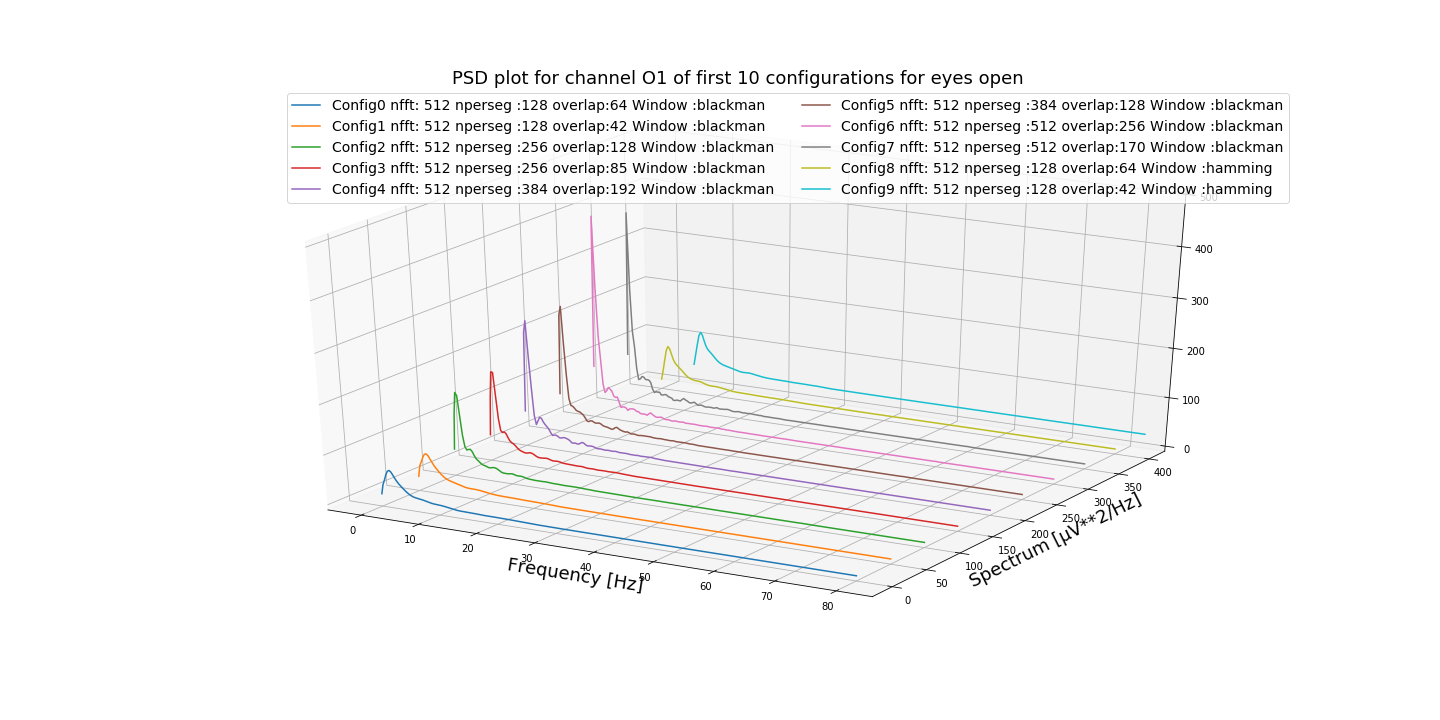 PSD plot for channel O1 of first 10 configurations for eyes open
Config0 nfft: 512 nperseg :128 overlap:64 Window :blackman
Config1 nfft: 512 nperseg :128 overlap:42 Window :blackman
Config2 nfft: 512 nperseg :256 overlap:128 Window :blackman
Config3 nfft: 512 nperseg :256 overlap:85 Window :blackman
Config4 nfft: 512 nperseg :384 overlap:192 Window :blackman
Config5 nfft: 512 nperseg :384 overlap:128 Window :blackman
Config6 nfft: 512 nperseg :512 overlap:256 Window :blackman
Config7 nfft: 512 nperseg :512 overlap:170 Window :blackman
Config8 nfft: 512 nperseg :128 overlap:64 Window :hamming
Config9 nfft: 512 nperseg :128 overlap:42 Window :hamming
500
400
300
200
100
0
0
10
20
30
40
50
60
70
80
Frequency [Hz]
0
50
100
150
200
250
300
350
400
Spectrum [µV**2/Hz]